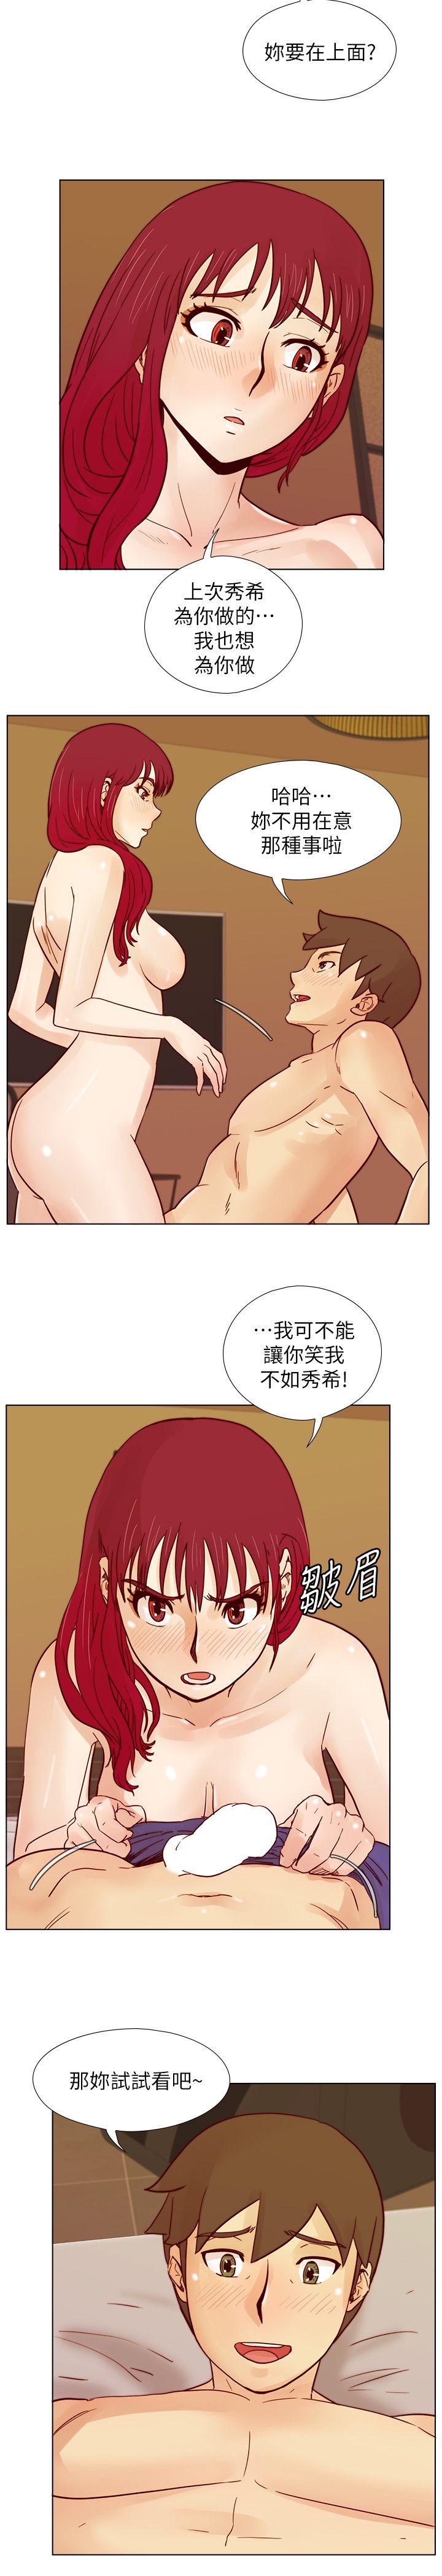 妳要在上面?
上次秀希
為你做的…
我也想
為你做
哈哈…
妳不用在意
那種事啦
…我可不能
讓你笑我
不如秀希!
皺眉
那妳試試看吧~